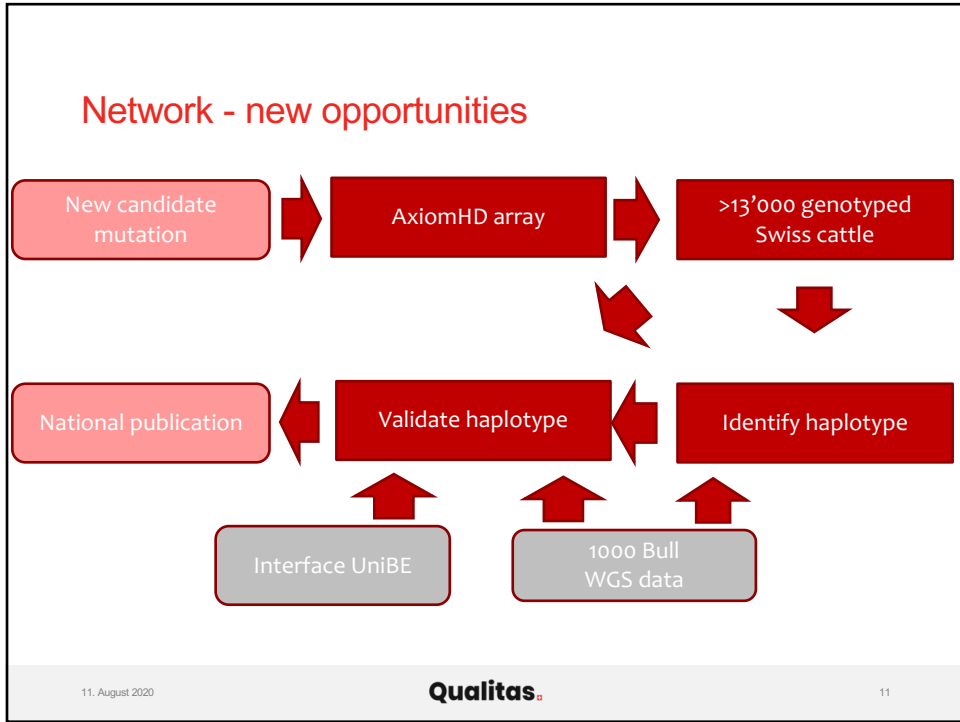 Network - new opportunities
New candidate
mutation
AxiomHD array
>13’000 genotyped
Swiss cattle
National publication
Validate haplotype
Identify haplotype
Interface UniBE
1000 Bull
WGS data
11. August 2020
Qualitas
11